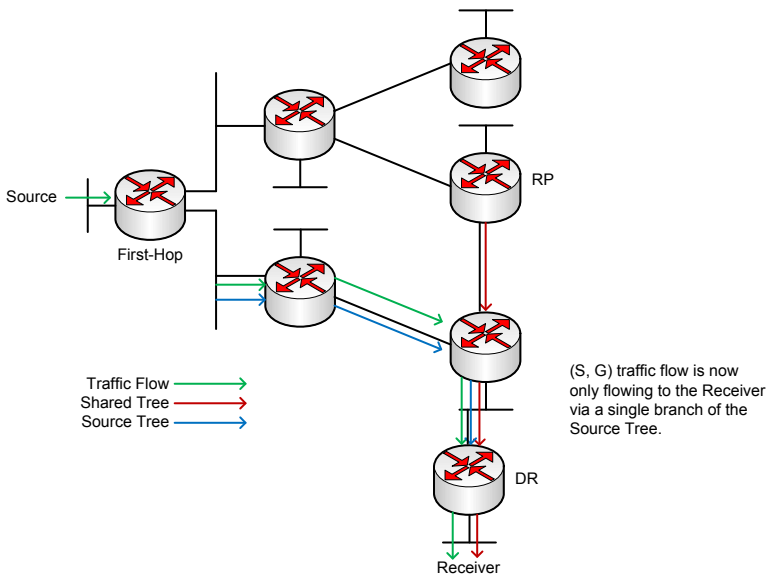 RP
Source
First-Hop
Traffic Flow
Shared Tree
Source Tree
(S, G) traffic flow is now
only flowing to the Receiver
via a single branch of the
Source Tree.
DR
Receiver